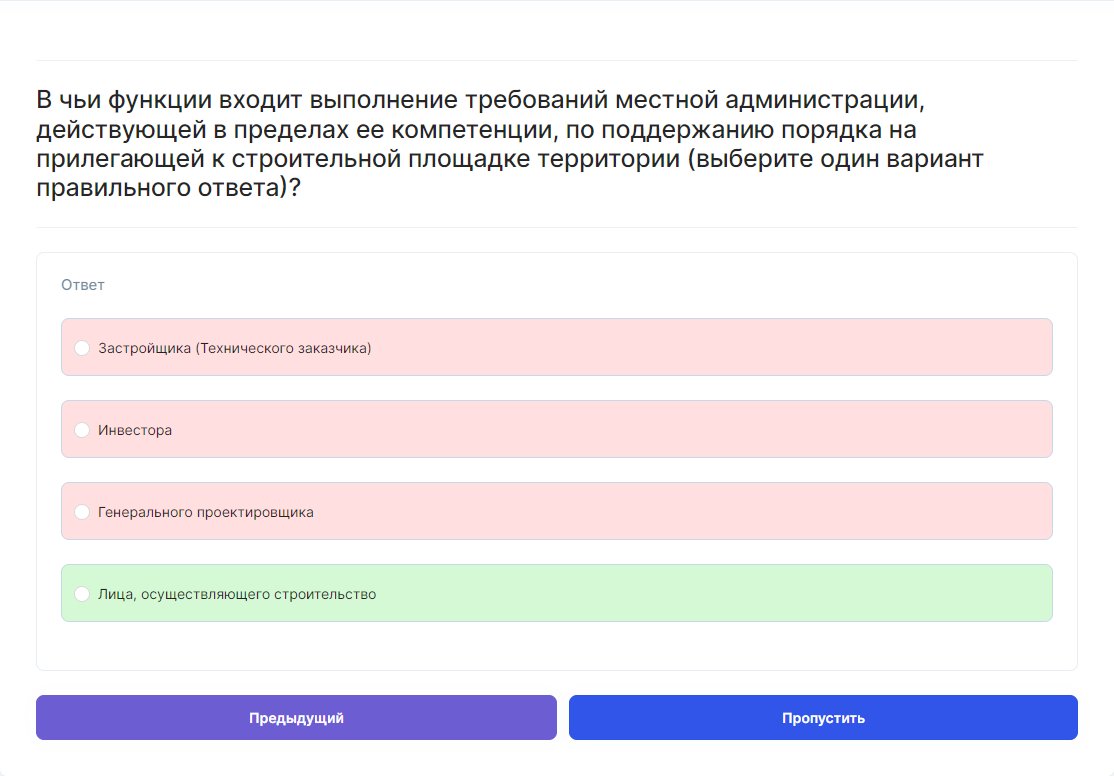 В чьи функции входит выполнение требований местной администрации,
действующей в пределах ее компетенции, по поддержанию порядка на
прилегающей к строительной площадке территории (выберите один вариант
правильного ответа)?
Ответ
Застройщика (Технического заказчика)
Инвестора
Генерального проектировщика
Лица, осуществляющего строительство
Предыдущий
Пропустить